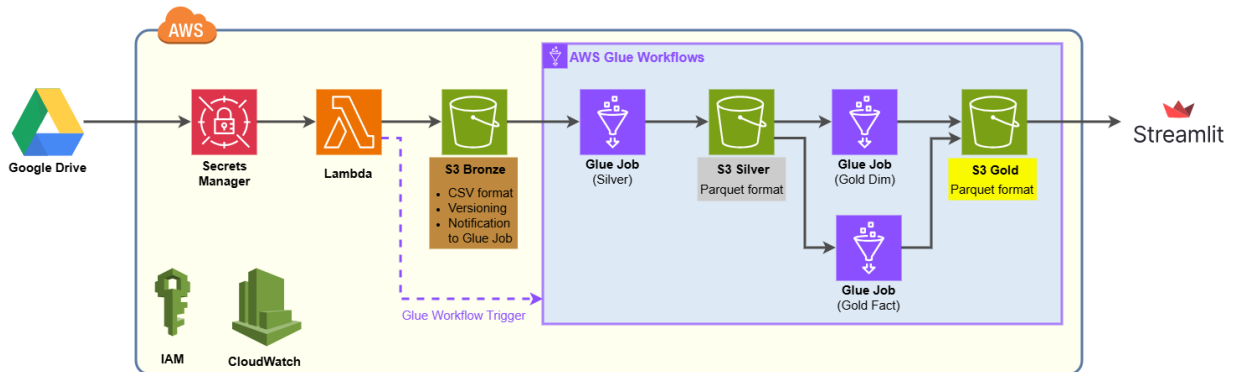 AWS
AWS Glue Workflows
Google Drive
Secrets
Manager
Lambda
S3 Bronze
• CSV format
• Versioning
• Notification
to Glue Job
Glue Job
(Silver)
S3 Silver
Parquet format
Glue Job
(Gold Dim)
S3 Gold
Parquet format
Streamlit
Glue Job
(Gold Fact)
Glue Workflow Trigger
IAM
CloudWatch